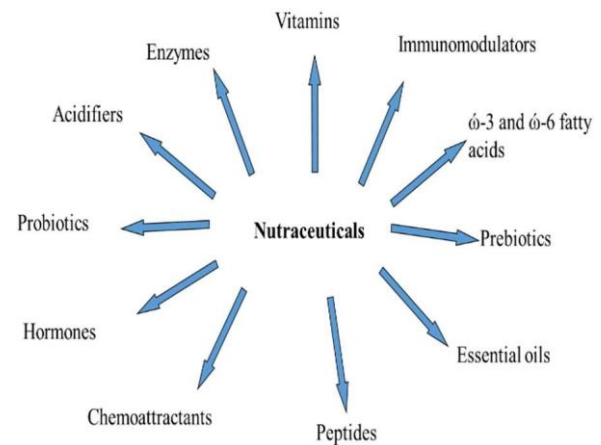 Vitamins
Enzymes
Immunomodulators
Acidifiers
ώ-3 and ώ-6 fatty
acids
Probiotics
Nutraceuticals
Prebiotics
Hormones
Essential oils
Chemoattractants
Peptides